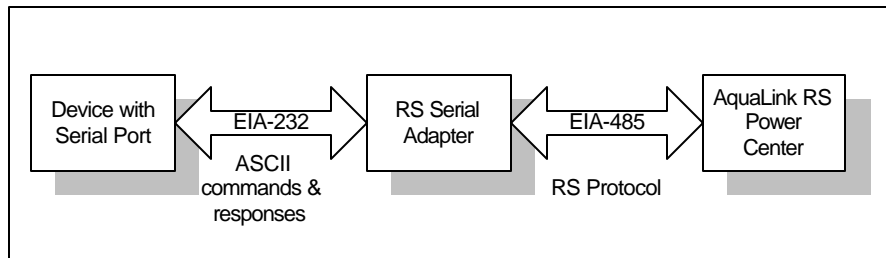 Device with
Serial Port
EIA-232
ASCII
commands &
responses
RS Serial
Adapter
EIA-485
RS Protocol
AquaLink RS
Power
Center